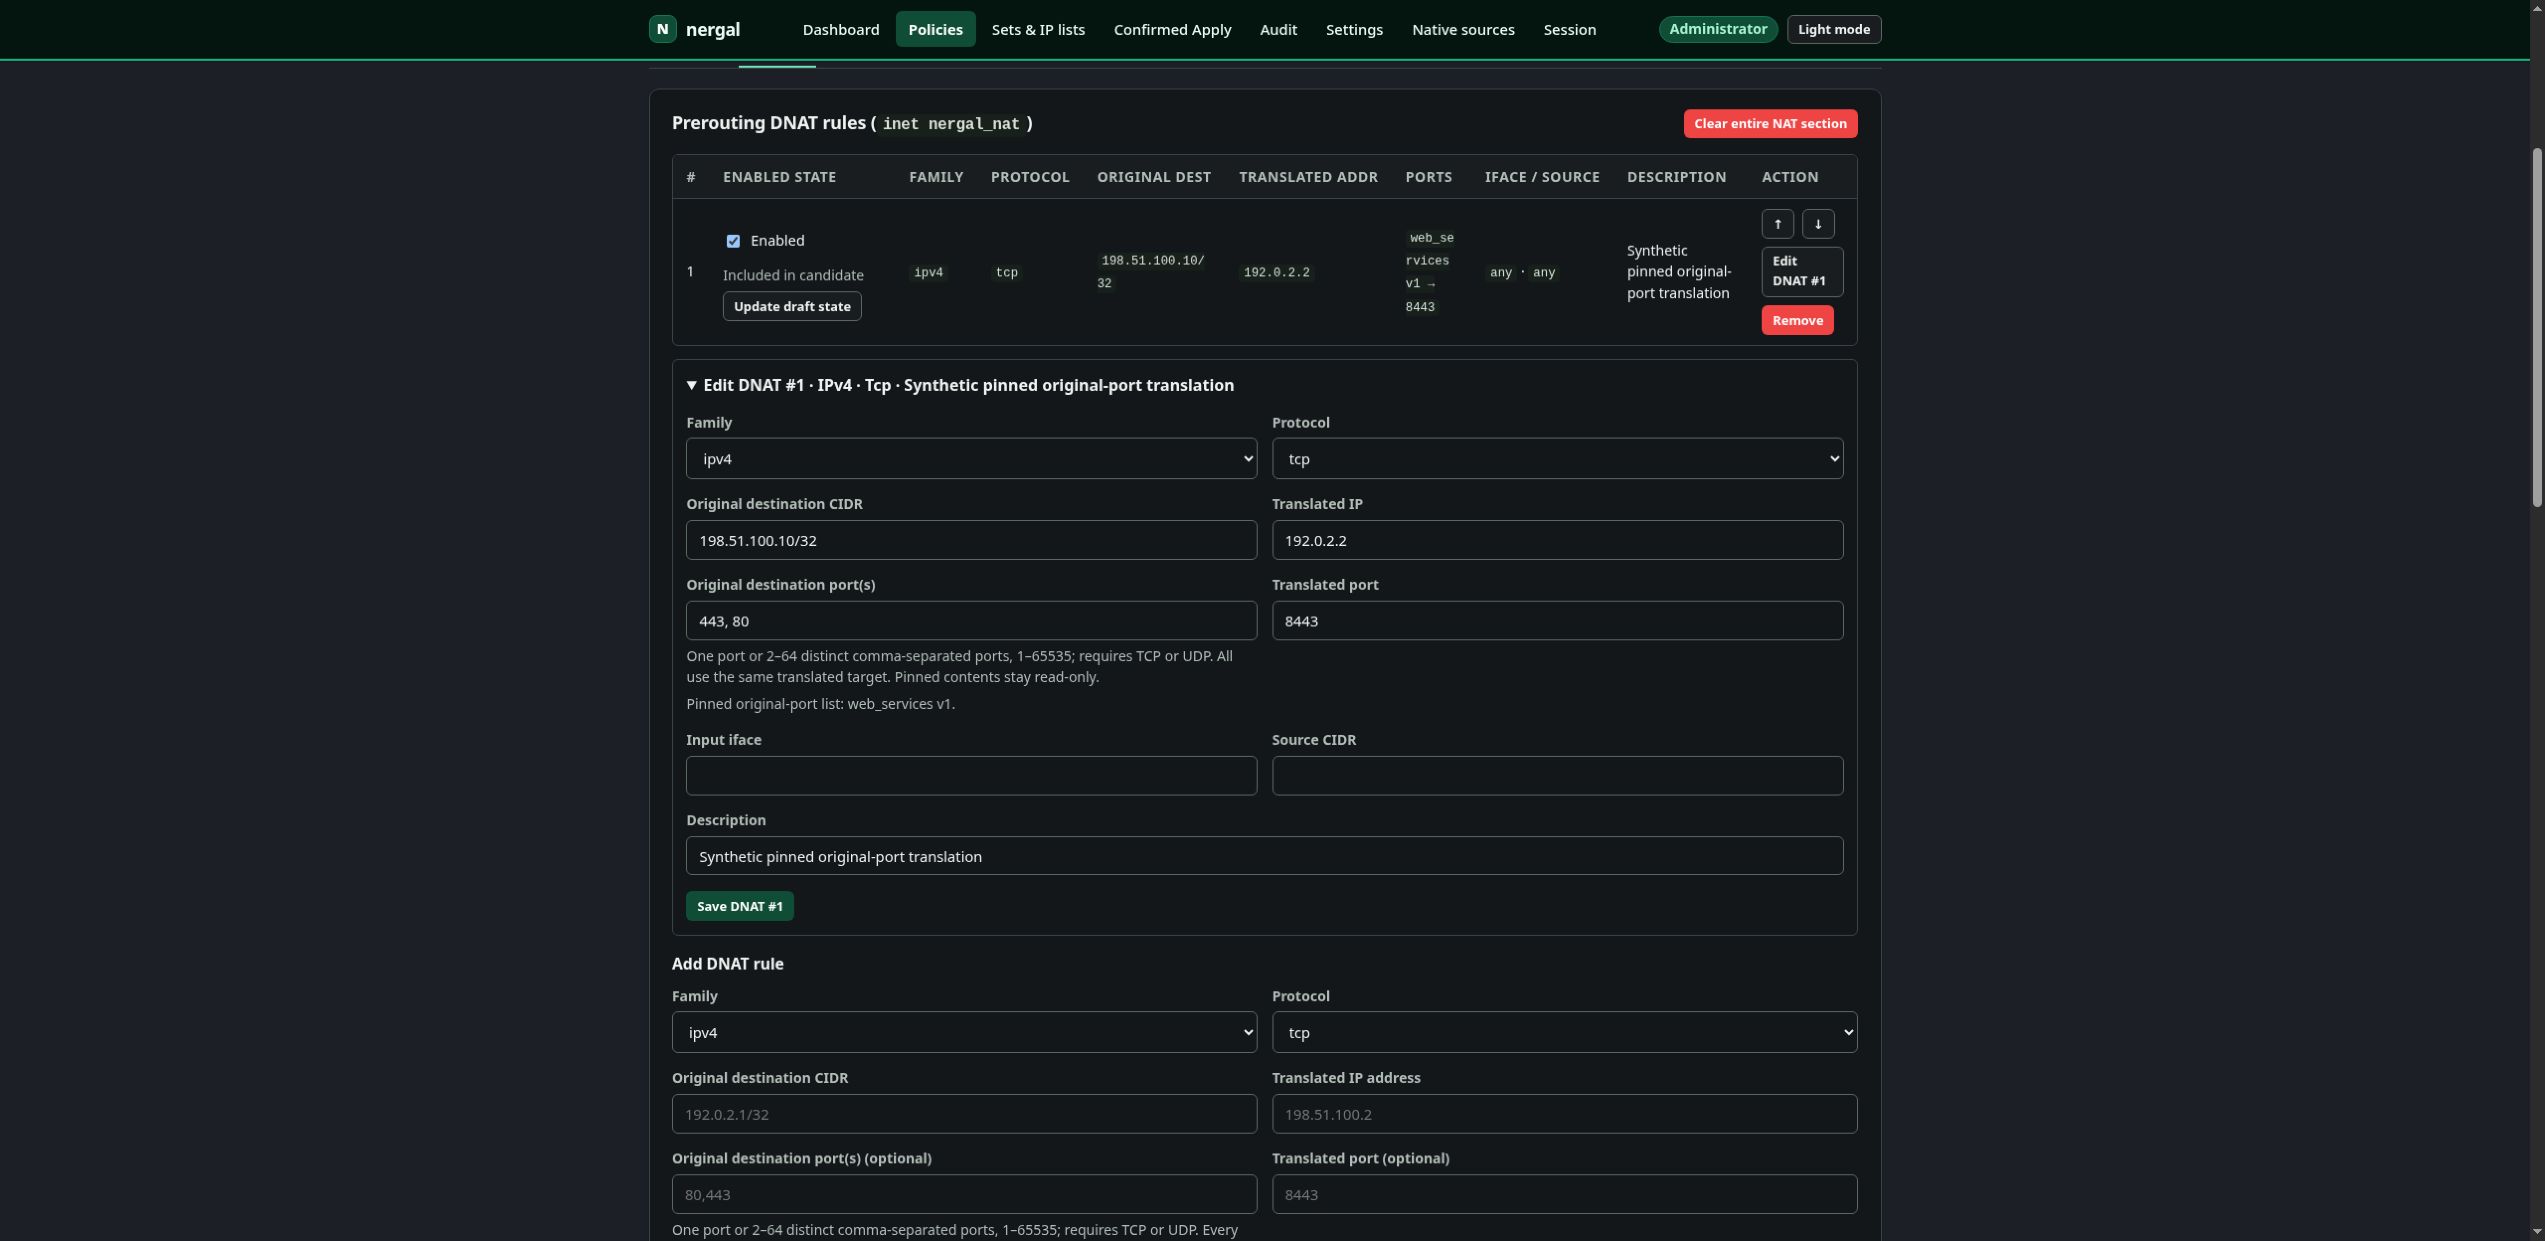 N nergal Dashboard Policies Sets & IP lists Confirmed Apply Audit Settings Native sources Session Administrator Light mode
Prerouting DNAT rules ( inet nergal_nat ) Clear entire NAT section
# ENABLED STATE FAMILY PROTOCOL ORIGINAL DEST TRANSLATED ADDR PORTS IFACE / SOURCE DESCRIPTION ACTION
1
Enabled
Included in candidate
Update draft state
ipv4
tcp
198.51.100.10/
32
192.0.2.2
web_se
rvices
v1 →
8443
any · any
Synthetic
pinned original-
port translation
↑ ↓
Edit
DNAT #1
Remove
▼ Edit DNAT #1 · IPv4 · Tcp · Synthetic pinned original-port translation
Family Protocol
ipv4 tcp
Original destination CIDR Translated IP
198.51.100.10/32 192.0.2.2
Original destination port(s) Translated port
443, 80 8443
One port or 2–64 distinct comma-separated ports, 1–65535; requires TCP or UDP. All
use the same translated target. Pinned contents stay read-only.
Pinned original-port list: web_services v1.
Input iface Source CIDR
Description
Synthetic pinned original-port translation
Save DNAT #1
Add DNAT rule
Family Protocol
ipv4 tcp
Original destination CIDR Translated IP address
192.0.2.1/32 198.51.100.2
Original destination port(s) (optional) Translated port (optional)
80,443 8443
One port or 2–64 distinct comma-separated ports, 1–65535; requires TCP or UDP. Every